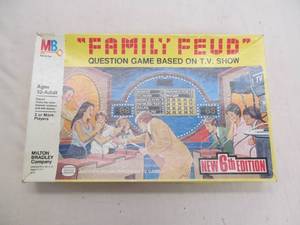 MB
"FAMILY FEUD"
QUESTION GAME BASED ON T.V. SHOW
Ages
10-Adult
2 or More
Players
NEW 6th EDITION
MILTON
BRADLEY
Company